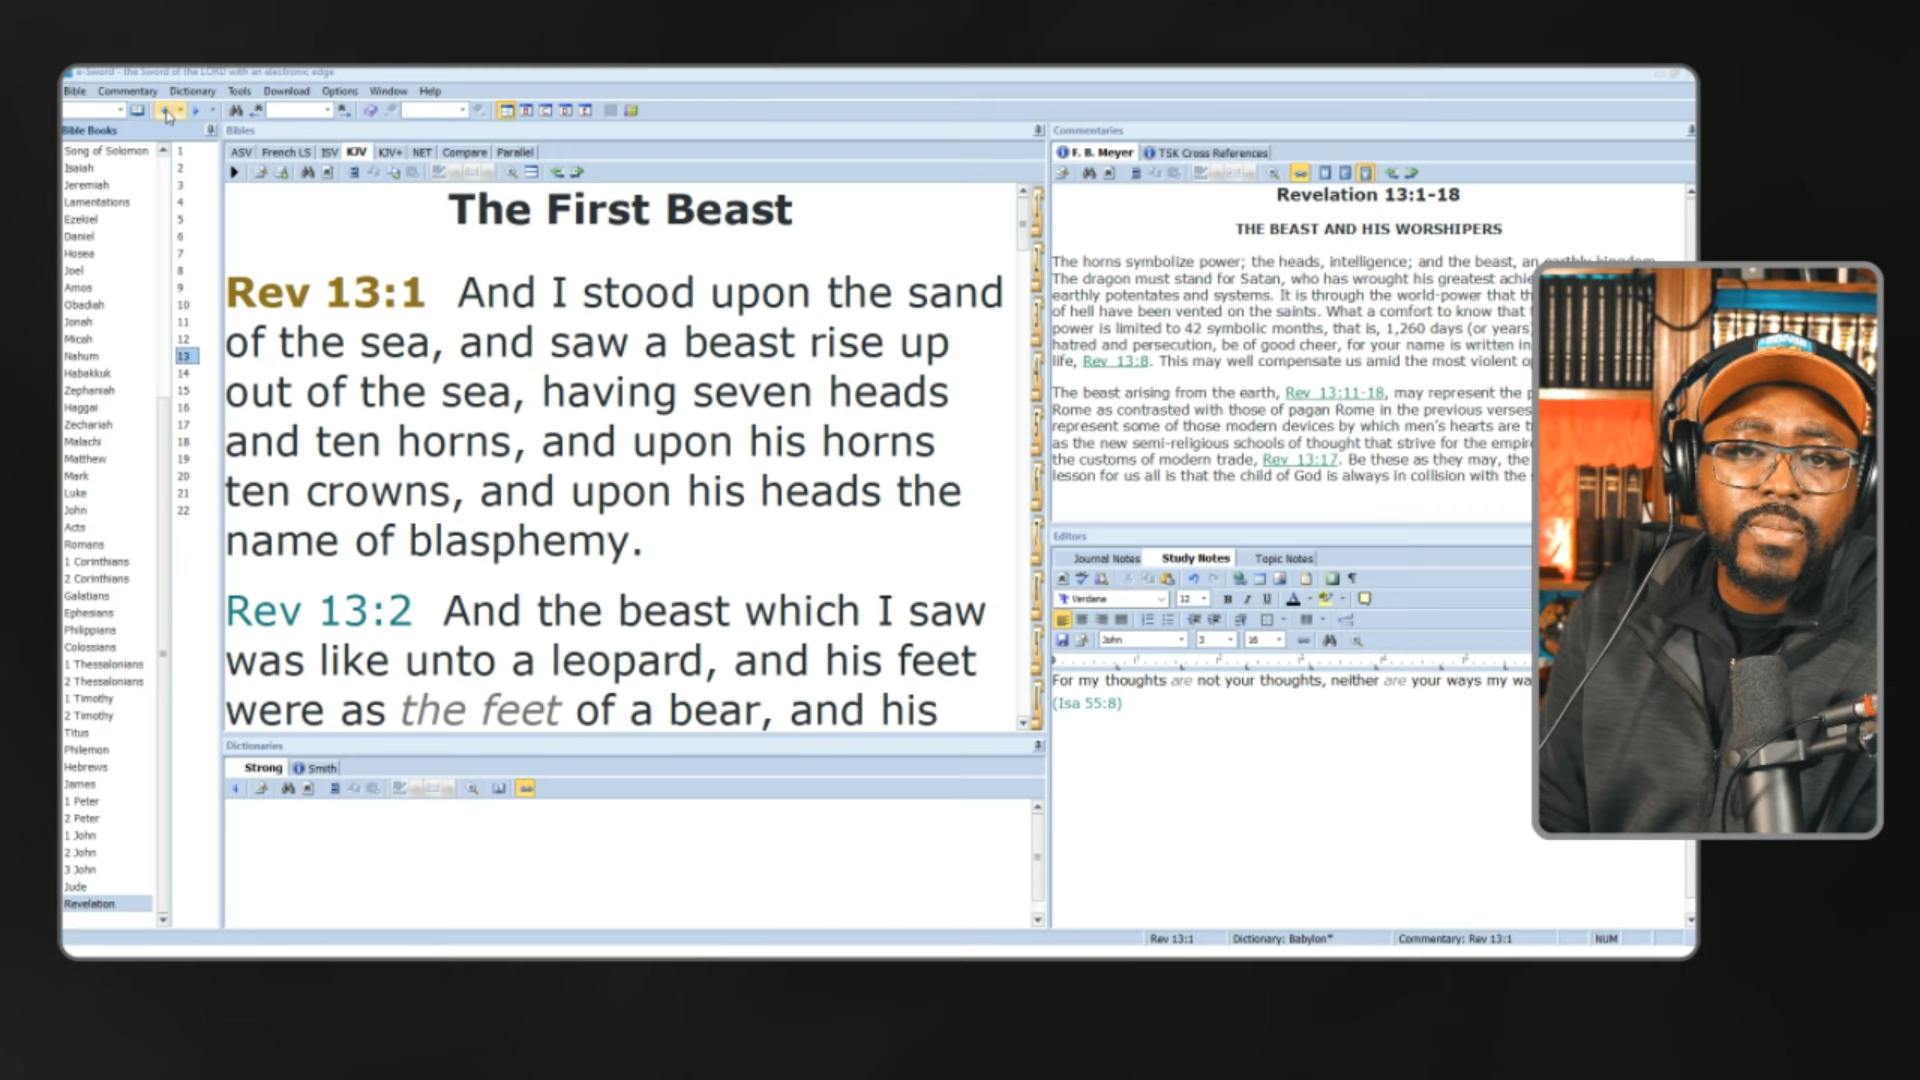 e-Sword - the Sword of the LORD with an electronic edge
Bible Commentary Dictionary Tools Download Options Window Help
Bible Books
Song of Solomon
Isaiah
Jeremiah
Lamentations
Ezekiel
Daniel
Hosea
Joel
Amos
Obadiah
Jonah
Micah
Nahum
Habakkuk
Zephaniah
Haggai
Zechariah
Malachi
Matthew
Mark
Luke
John
Acts
Romans
1 Corinthians
2 Corinthians
Galatians
Ephesians
Philippians
Colossians
1 Thessalonians
2 Thessalonians
1 Timothy
2 Timothy
Titus
Philemon
Hebrews
James
1 Peter
2 Peter
1 John
2 John
3 John
Jude
Revelation
1
2
3
4
5
6
7
8
9
10
11
12
13
14
15
16
17
18
19
20
21
22
Bibles
ASV French LS ISV KJV KJV+ NET Compare Parallel
The First Beast
Rev 13:1 And I stood upon the sand
of the sea, and saw a beast rise up
out of the sea, having seven heads
and ten horns, and upon his horns
ten crowns, and upon his heads the
name of blasphemy.
Rev 13:2 And the beast which I saw
was like unto a leopard, and his feet
were as the feet of a bear, and his
Dictionaries
Strong Smith
Commentaries
F. B. Meyer TSK Cross References
Revelation 13:1-18
THE BEAST AND HIS WORSHIPERS
The horns symbolize power; the heads, intelligence; and the beast, an earthly kingdom.
The dragon must stand for Satan, who has wrought his greatest
earthly potentates and systems. It is through the world-power that
of hell have been vented on the saints. What a comfort to know that
power is limited to 42 symbolic months, that is, 1,260 days (or years)
hatred and persecution, be of good cheer, for your name is written in
life, Rev 13:8. This may well compensate us amid the most violent
The beast arising from the earth, Rev 13:11-18, may represent the
Rome as contrasted with those of pagan Rome in the previous verses
represent some of those modern devices by which men's hearts are
as the new semi-religious schools of thought that strive for the
the customs of modern trade, Rev 13:17. Be these as they may, the
lesson for us all is that the child of God is always in collision with the
Editors
Journal Notes Study Notes Topic Notes
Verdana 12 B I U A
John 3 16
For my thoughts are not your thoughts, neither are your ways my
(Isa 55:8)
Rev 13:1 Dictionary: Babylon* Commentary: Rev 13:1 NUM